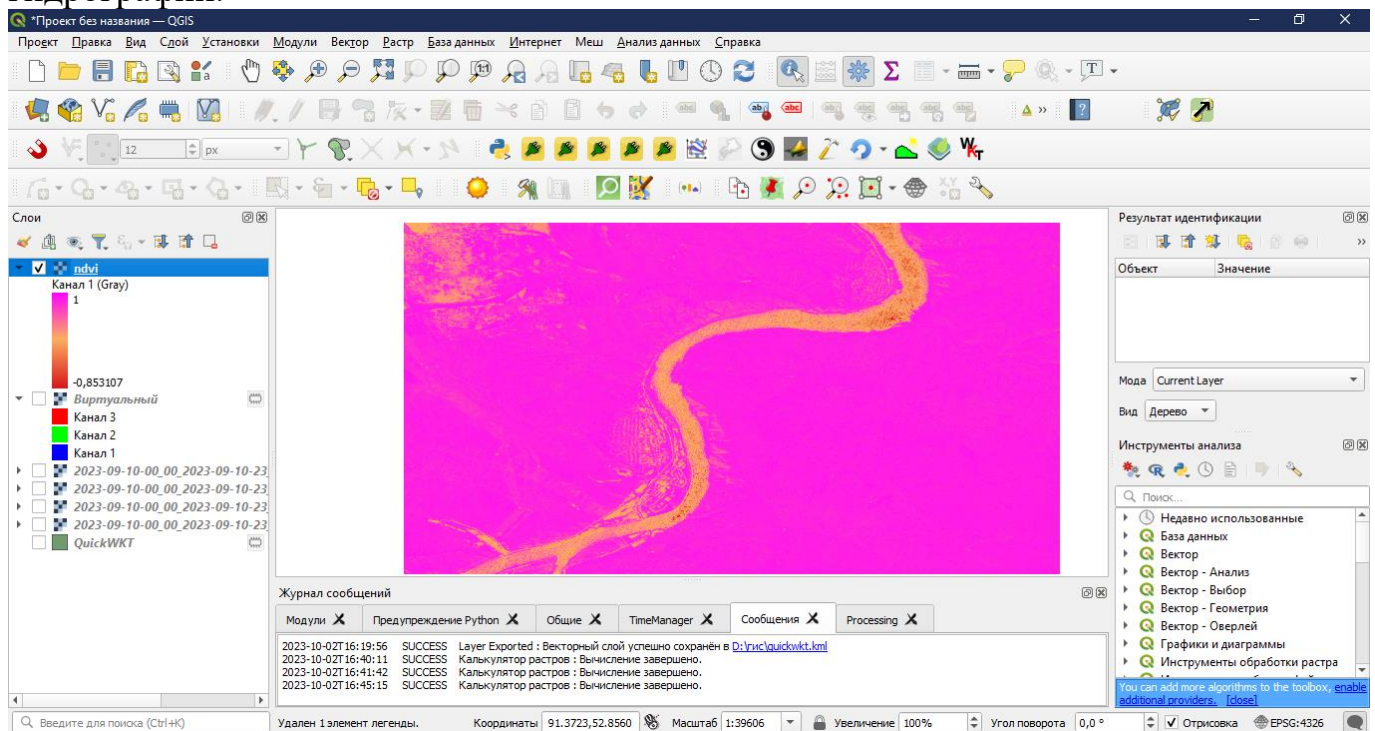 *Проект без названия — QGIS
Проект Правка Вид Слой Установки Модули Вектор Растр База данных Интернет Меш Анализ данных Справка
12 px
Слои
ndvi
Канал 1 (Gray)
1
-0,853107
Виртуальный
Канал 3
Канал 2
Канал 1
2023-09-10-00_00_2023-09-10-23
2023-09-10-00_00_2023-09-10-23
2023-09-10-00_00_2023-09-10-23
2023-09-10-00_00_2023-09-10-23
QuickWKT
Результат идентификации
Объект Значение
Мода Current Layer
Вид Дерево
Инструменты анализа
Поиск...
Недавно использованные
База данных
Вектор
Вектор - Анализ
Вектор - Выбор
Вектор - Геометрия
Вектор - Оверлей
Графики и диаграммы
Инструменты обработки растра
You can add more algorithms to the toolbox, enable
additional providers. [close]
Журнал сообщений
Модули Предупреждение Python Общие TimeManager Сообщения Processing
2023-10-02T16:19:56 SUCCESS Layer Exported : Векторный слой успешно сохранён в D:\гис\quickwkt.kml
2023-10-02T16:40:11 SUCCESS Калькулятор растров : Вычисление завершено.
2023-10-02T16:41:42 SUCCESS Калькулятор растров : Вычисление завершено.
2023-10-02T16:45:15 SUCCESS Калькулятор растров : Вычисление завершено.
Введите для поиска (Ctrl+K) Удален 1 элемент легенды. Координаты 91.3723,52.8560 Масштаб 1:39606 Увеличение 100% Угол поворота 0,0 ° Отрисовка EPSG:4326